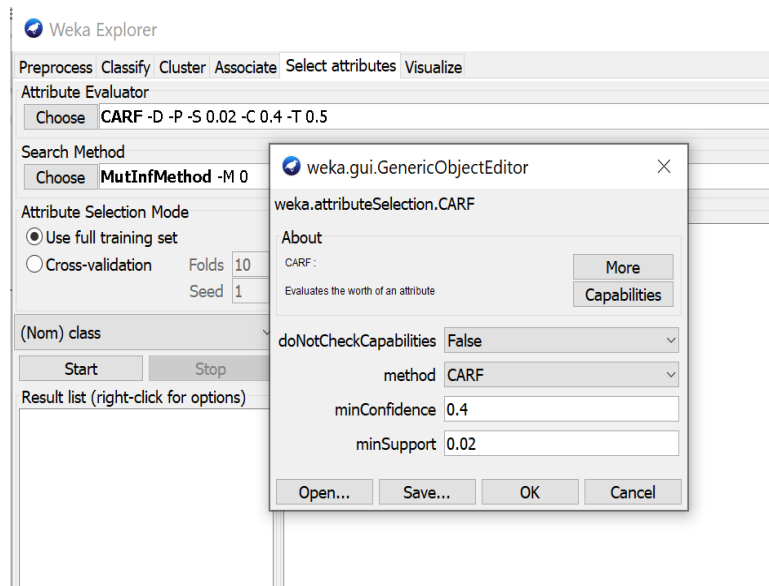 Weka Explorer
Preprocess Classify Cluster Associate Select attributes Visualize
Attribute Evaluator
Choose CARF -D -P -S 0.02 -C 0.4 -T 0.5
Search Method
Choose MutInfMethod -M 0
Attribute Selection Mode
Use full training set
Cross-validation Folds 10
Seed 1
(Nom) class
Start Stop
Result list (right-click for options)
weka.gui.GenericObjectEditor
weka.attributeSelection.CARF
About
CARF :
More
Evaluates the worth of an attribute
Capabilities
doNotCheckCapabilities False
method CARF
minConfidence 0.4
minSupport 0.02
Open... Save... OK Cancel